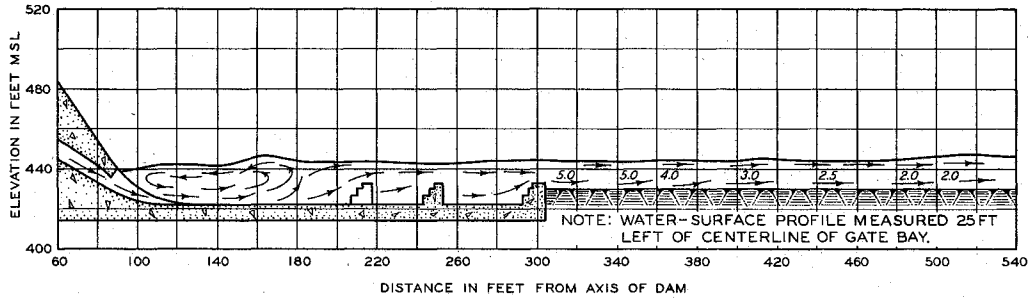 520
480
440
400
ELEVATION IN FEET M.S.L.
5.0 5.0 4.0 3.0 2.5 2.0 2.0
NOTE: WATER-SURFACE PROFILE MEASURED 25 FT
LEFT OF CENTERLINE OF GATE BAY.
60 100 140 180 220 260 300 340 380 420 460 500 540
DISTANCE IN FEET FROM AXIS OF DAM